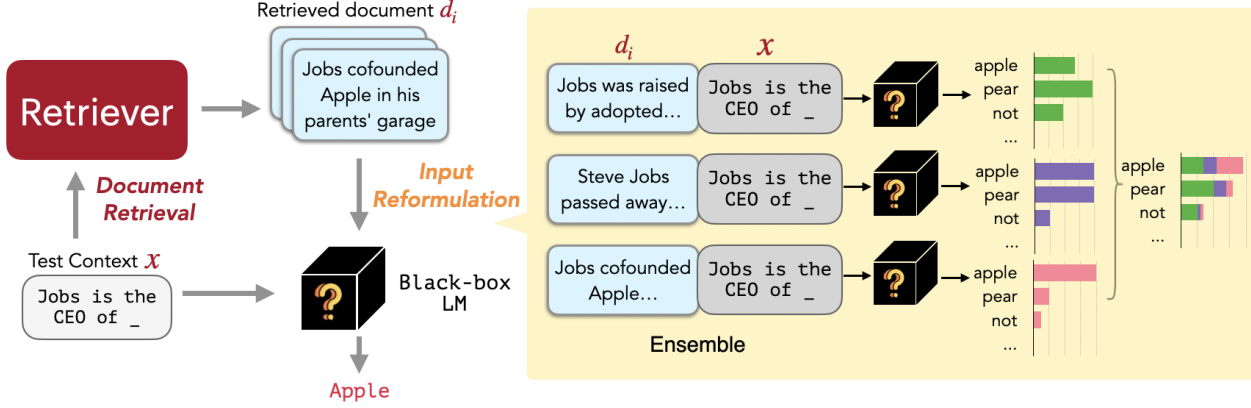 Retrieved document d_i
Retriever
Jobs cofounded
Apple in his
parents' garage
Document
Retrieval
Input
Reformulation
Test Context x
Jobs is the
CEO of _
?
Black-box
LM
Apple
d_i
x
Jobs was raised
by adopted...
Jobs is the
CEO of _
?
apple
pear
not
...
Steve Jobs
passed away...
Jobs is the
CEO of _
?
apple
pear
not
...
Jobs cofounded
Apple...
Jobs is the
CEO of _
?
apple
pear
not
...
apple
pear
not
...
Ensemble